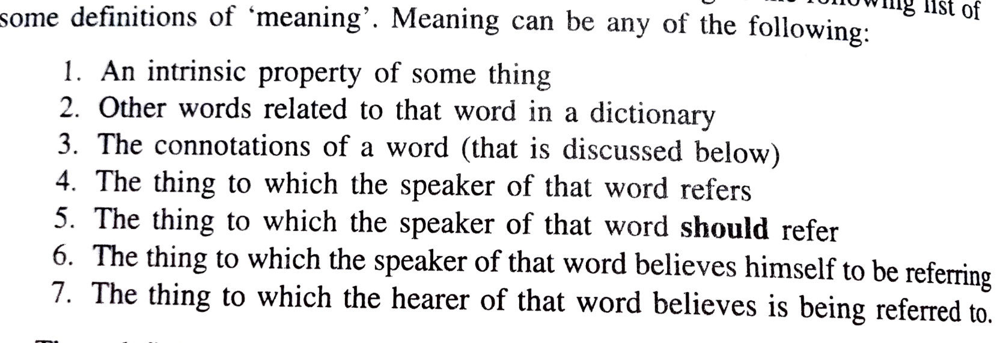 list of
some definitions of ‘meaning’. Meaning can be any of the following:
1. An intrinsic property of some thing
2. Other words related to that word in a dictionary
3. The connotations of a word (that is discussed below)
4. The thing to which the speaker of that word refers
5. The thing to which the speaker of that word should refer
6. The thing to which the speaker of that word believes himself to be referring
7. The thing to which the hearer of that word believes is being referred to.